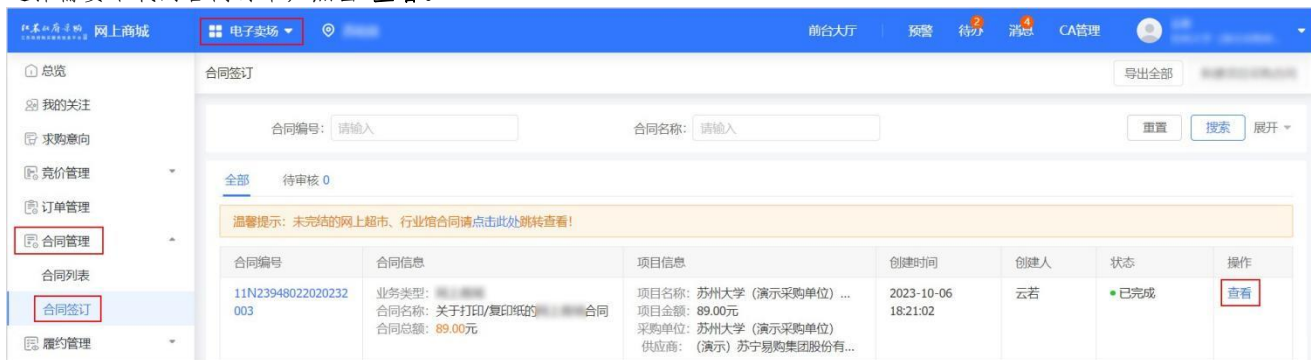 网上商城
电子卖场
前台大厅
预警
待办 2
消息 4
CA管理
总览
我的关注
求购意向
竞价管理
订单管理
合同管理
合同列表
合同签订
履约管理
合同签订
导出全部
合同编号： 请输入
合同名称： 请输入
重置
搜索
展开
全部
待审核 0
温馨提示：未完结的网上超市、行业馆合同请点击此处跳转查看！
合同编号 合同信息 项目信息 创建时间 创建人 状态 操作
11N23948022020232
003
业务类型：
合同名称：关于打印/复印纸的 合同
合同总额：89.00元
项目名称：苏州大学（演示采购单位）...
项目金额：89.00元
采购单位：苏州大学（演示采购单位）
供应商：（演示）苏宁易购集团股份有...
2023-10-06
18:21:02
云若
已完成
查看